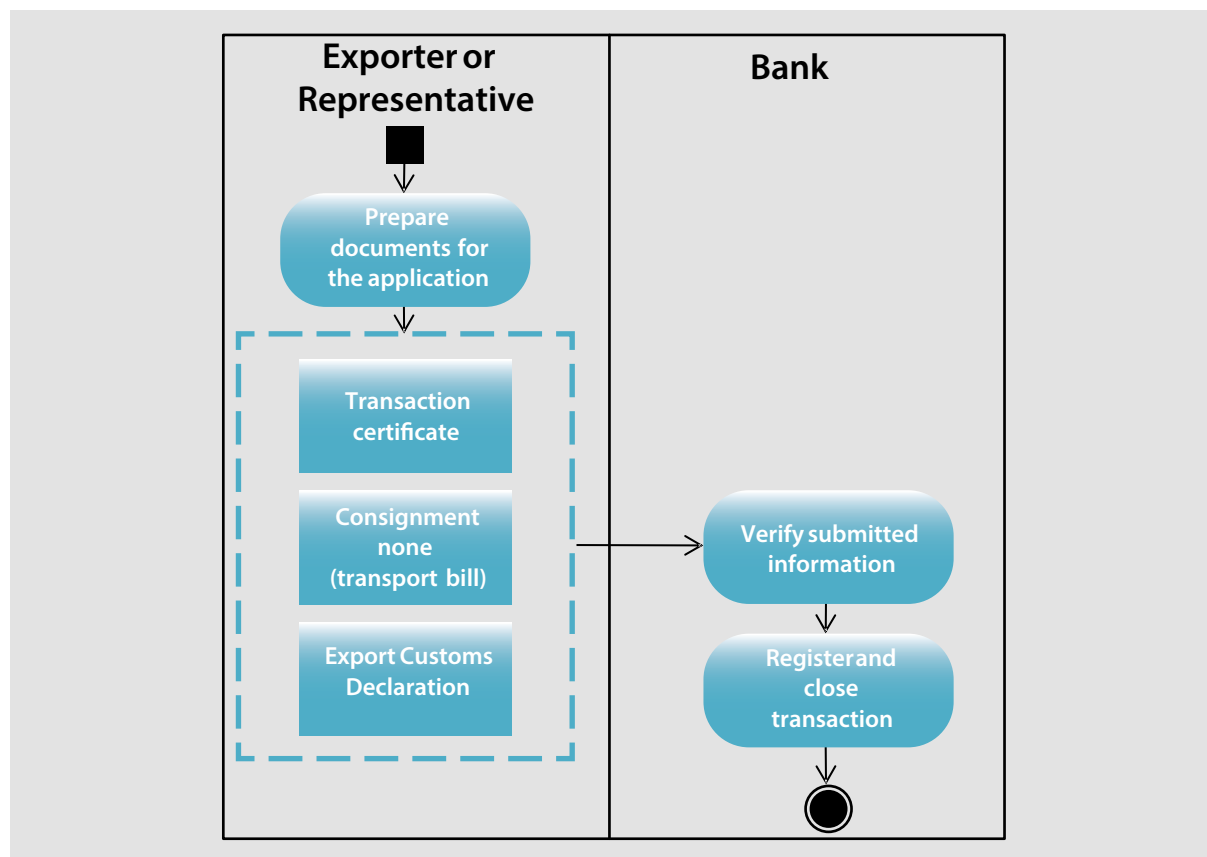 Exporter or
Representative
Bank
Prepare
documents for
the application
Transaction
certificate
Consignment
none
(transport bill)
Export Customs
Declaration
Verify submitted
information
Registerand
close
transaction